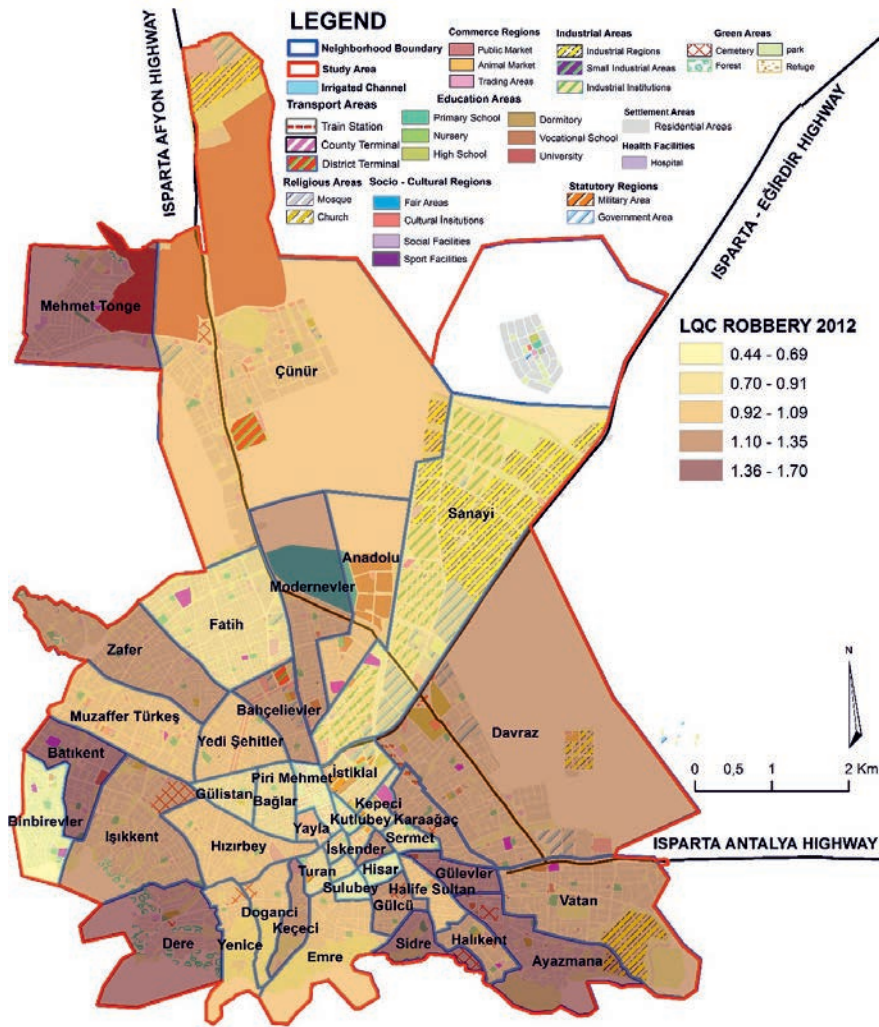 LEGEND
Neighborhood Boundary
Study Area
Irrigated Channel
Transport Areas
Train Station
County Terminal
District Terminal
Religious Areas
Mosque
Church
Commerce Regions
Public Market
Animal Market
Trading Areas
Education Areas
Primary School
Nursery
High School
Dormitory
Vocational School
University
Socio - Cultural Regions
Fair Areas
Cultural Insitutions
Social Facilities
Sport Facilities
Industrial Areas
Industrial Regions
Small Industrial Areas
Industrial Institutions
Green Areas
Cemetery
park
Forest
Refuge
Settlement Areas
Residential Areas
Health Facilities
Hospital
Statutory Regions
Military Area
Government Area
ISPARTA AFYON HIGHWAY
ISPARTA - EĞİRDİR HIGHWAY
LQC ROBBERY 2012
0.44 - 0.69
0.70 - 0.91
0.92 - 1.09
1.10 - 1.35
1.36 - 1.70
Mehmet Tonge
Çünür
Sanayi
Anadolu
Modernevler
Fatih
Zafer
Bahçelievler
Muzaffer Türkeş
Yedi Şehitler
Davraz
N
0 0,5 1 2 Km
Batıkent
Binbirevler
Işıkkent
Gülistan
Piri Mehmet
Bağlar
İstiklal
Kepeci
Kutlubey
Karaağaç
Yayla
Sermet
İskender
Hızırbey
Turan
Hisar
Sulubey
Gülevler
Halife Sultan
Gülcü
ISPARTA ANTALYA HIGHWAY
Vatan
Doganci
Keçeci
Dere
Yenice
Emre
Sidre
Halıkent
Ayazmana